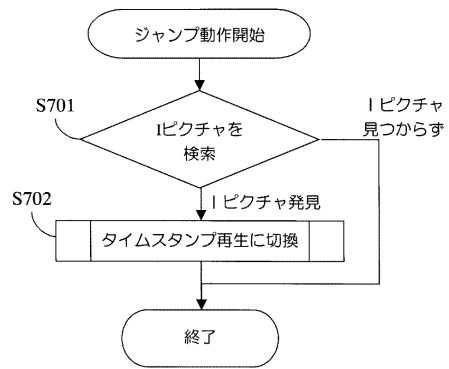 ジャンプ動作開始
S701
Iピクチャを
検索
Iピクチャ
見つからず
Iピクチャ発見
S702
タイムスタンプ再生に切換
終了